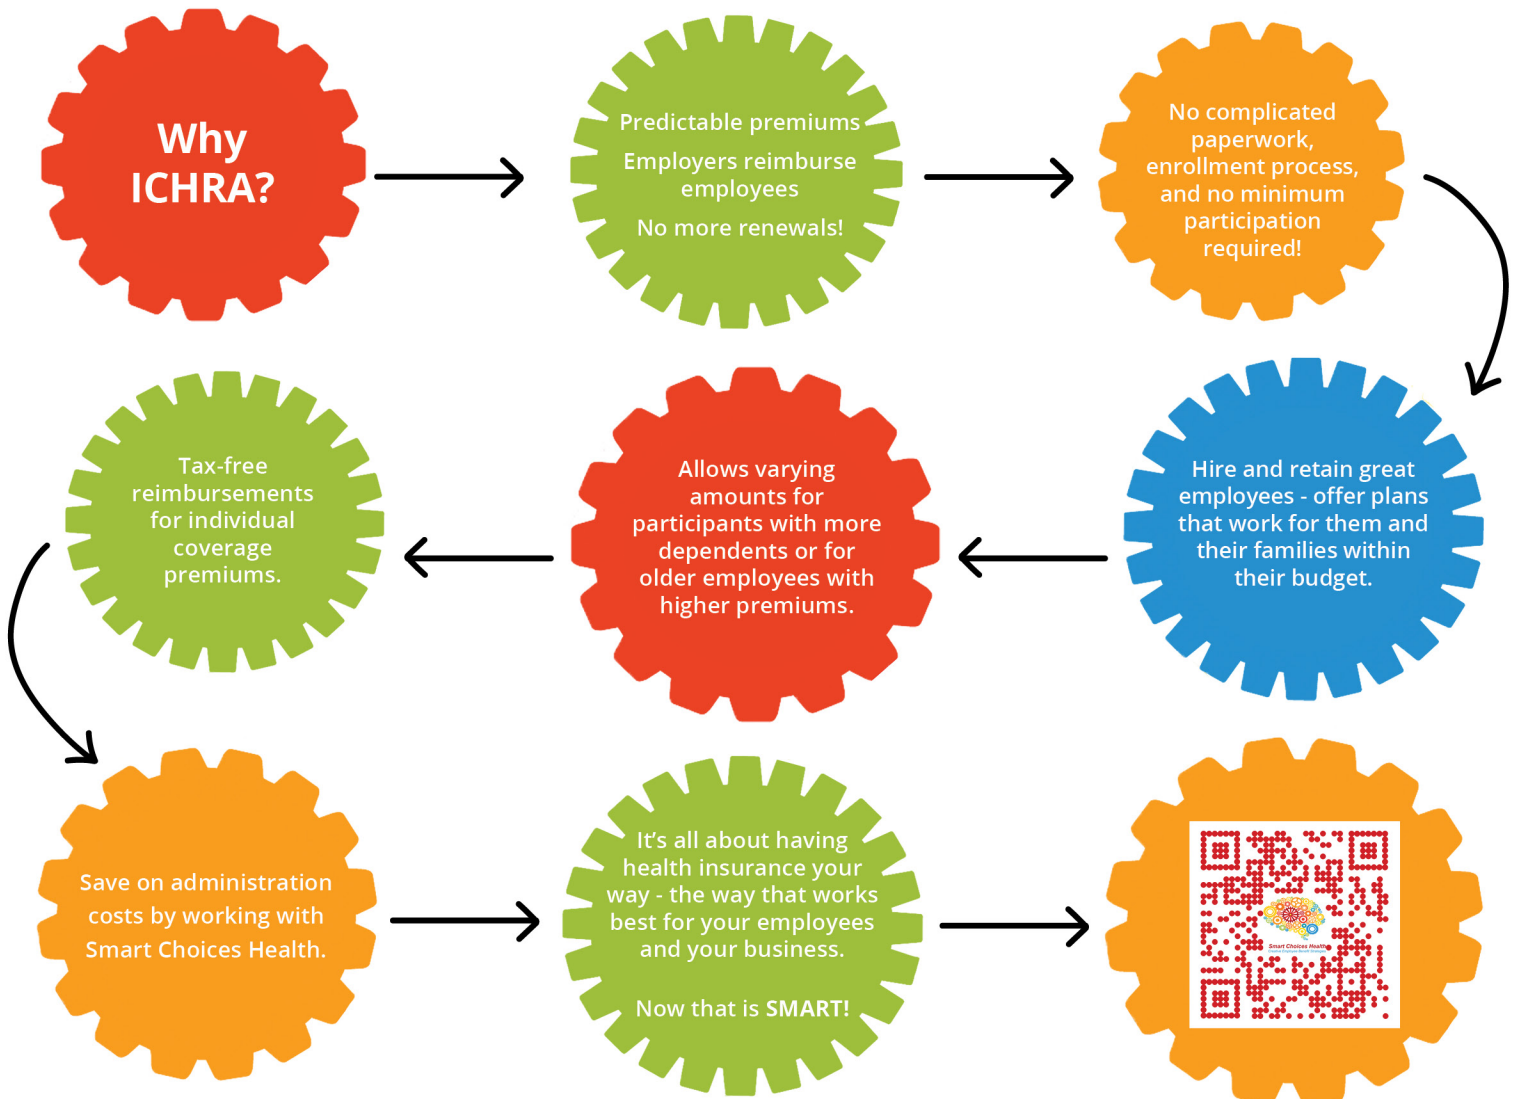 Why
ICHRA?
Predictable premiums
Employers reimburse
employees
No more renewals!
No complicated
paperwork,
enrollment process,
and no minimum
participation
required!
Hire and retain great
employees - offer plans
that work for them and
their families within
their budget.
Allows varying
amounts for
participants with more
dependents or for
older employees with
higher premiums.
Tax-free
reimbursements
for individual
coverage
premiums.
Save on administration
costs by working with
Smart Choices Health.
It’s all about having
health insurance your
way - the way that works
best for your employees
and your business.
Now that is SMART!
Smart Choices Health